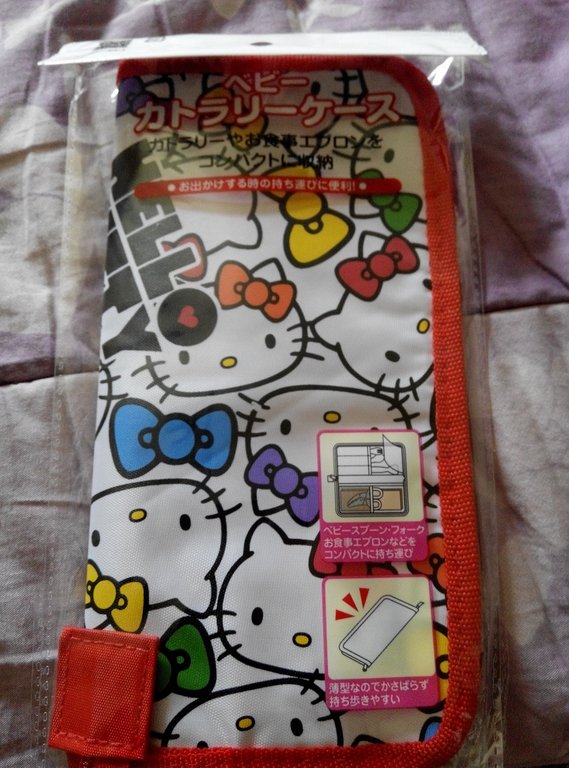 ベビー
カトラリーケース
カトラリーやお食事エプロンを
コンパクトに収納
●お出かけする時の持ち運びに便利!●
HELLO
ベビースプーン・フォーク
お食事エプロンなどを
コンパクトに持ち運び
薄型なのでかさばらず
持ち歩きやすい